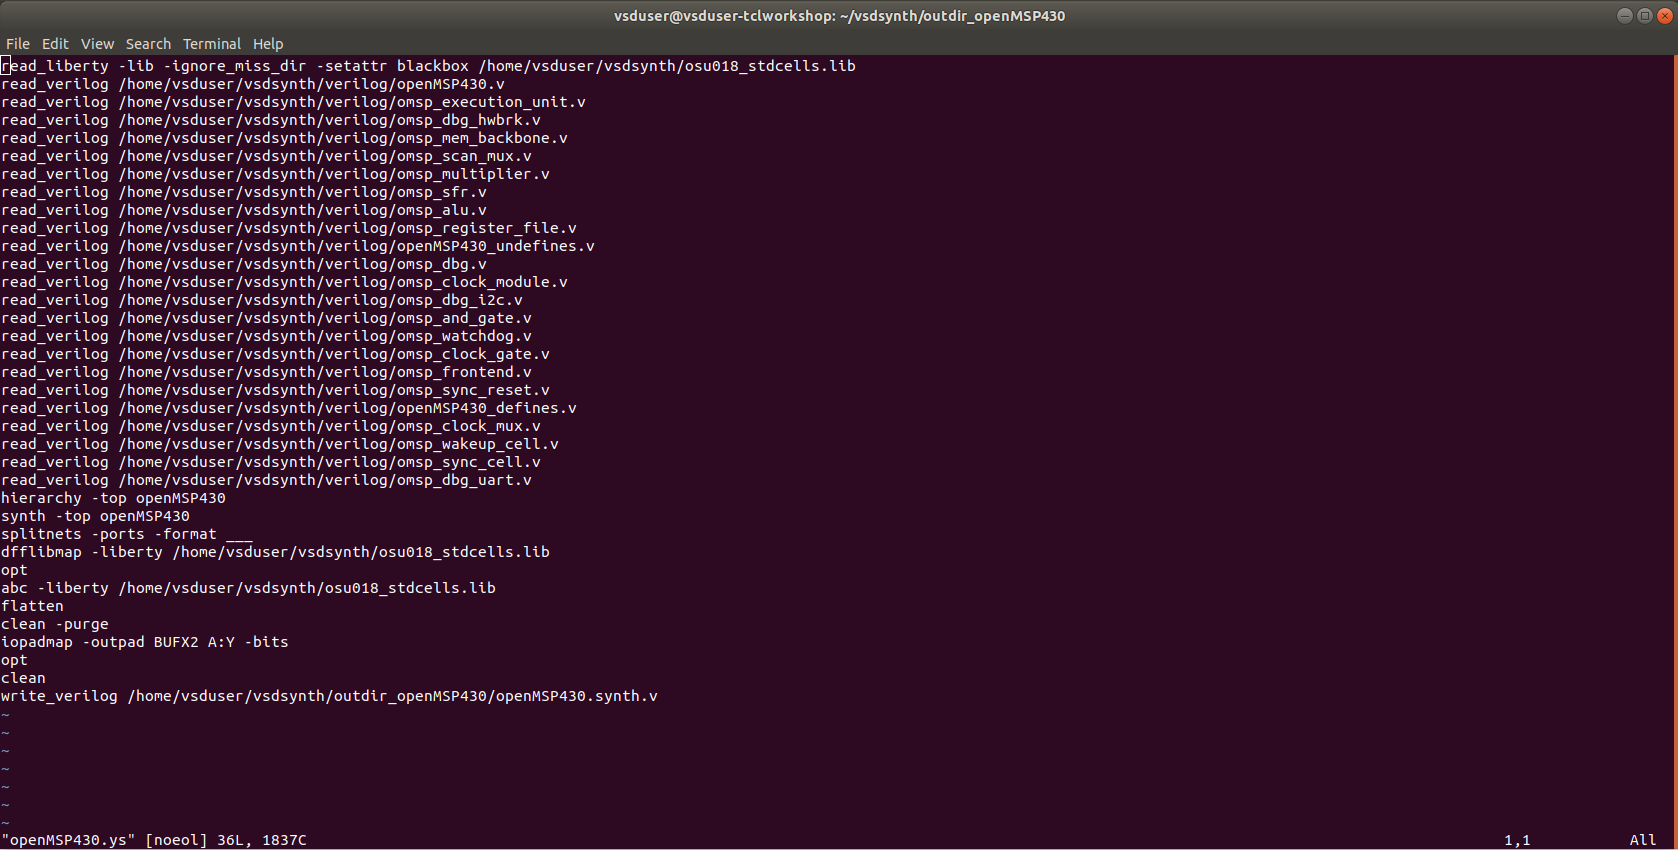 vsduser@vsduser-tclworkshop: ~/vsdsynth/outdir_openMSP430
File Edit View Search Terminal Help
read_liberty -lib -ignore_miss_dir -setattr blackbox /home/vsduser/vsdsynth/osu018_stdcells.lib
read_verilog /home/vsduser/vsdsynth/verilog/openMSP430.v
read_verilog /home/vsduser/vsdsynth/verilog/omsp_execution_unit.v
read_verilog /home/vsduser/vsdsynth/verilog/omsp_dbg_hwbrk.v
read_verilog /home/vsduser/vsdsynth/verilog/omsp_mem_backbone.v
read_verilog /home/vsduser/vsdsynth/verilog/omsp_scan_mux.v
read_verilog /home/vsduser/vsdsynth/verilog/omsp_multiplier.v
read_verilog /home/vsduser/vsdsynth/verilog/omsp_sfr.v
read_verilog /home/vsduser/vsdsynth/verilog/omsp_alu.v
read_verilog /home/vsduser/vsdsynth/verilog/omsp_register_file.v
read_verilog /home/vsduser/vsdsynth/verilog/openMSP430_undefines.v
read_verilog /home/vsduser/vsdsynth/verilog/omsp_dbg.v
read_verilog /home/vsduser/vsdsynth/verilog/omsp_clock_module.v
read_verilog /home/vsduser/vsdsynth/verilog/omsp_dbg_i2c.v
read_verilog /home/vsduser/vsdsynth/verilog/omsp_and_gate.v
read_verilog /home/vsduser/vsdsynth/verilog/omsp_watchdog.v
read_verilog /home/vsduser/vsdsynth/verilog/omsp_clock_gate.v
read_verilog /home/vsduser/vsdsynth/verilog/omsp_frontend.v
read_verilog /home/vsduser/vsdsynth/verilog/omsp_sync_reset.v
read_verilog /home/vsduser/vsdsynth/verilog/openMSP430_defines.v
read_verilog /home/vsduser/vsdsynth/verilog/omsp_clock_mux.v
read_verilog /home/vsduser/vsdsynth/verilog/omsp_wakeup_cell.v
read_verilog /home/vsduser/vsdsynth/verilog/omsp_sync_cell.v
read_verilog /home/vsduser/vsdsynth/verilog/omsp_dbg_uart.v
hierarchy -top openMSP430
synth -top openMSP430
splitnets -ports -format ___
dfflibmap -liberty /home/vsduser/vsdsynth/osu018_stdcells.lib
opt
abc -liberty /home/vsduser/vsdsynth/osu018_stdcells.lib
flatten
clean -purge
iopadmap -outpad BUFX2 A:Y -bits
opt
clean
write_verilog /home/vsduser/vsdsynth/outdir_openMSP430/openMSP430.synth.v
~
~
~
~
~
~
~
"openMSP430.ys" [noeol] 36L, 1837C 1,1 All